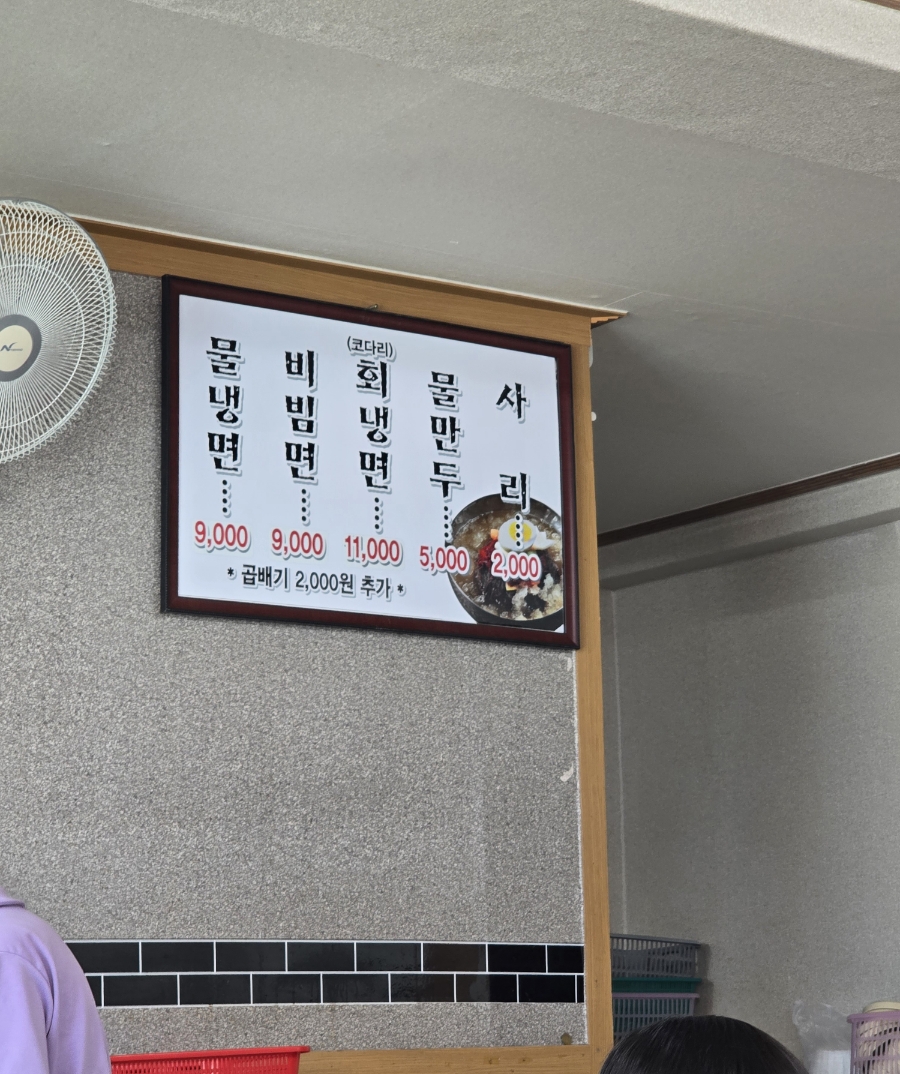 물냉면 9,000
비빔면 9,000
(코다리)
회냉면 11,000
물만두 5,000
사리 2,000
* 곱배기 2,000원 추가 *